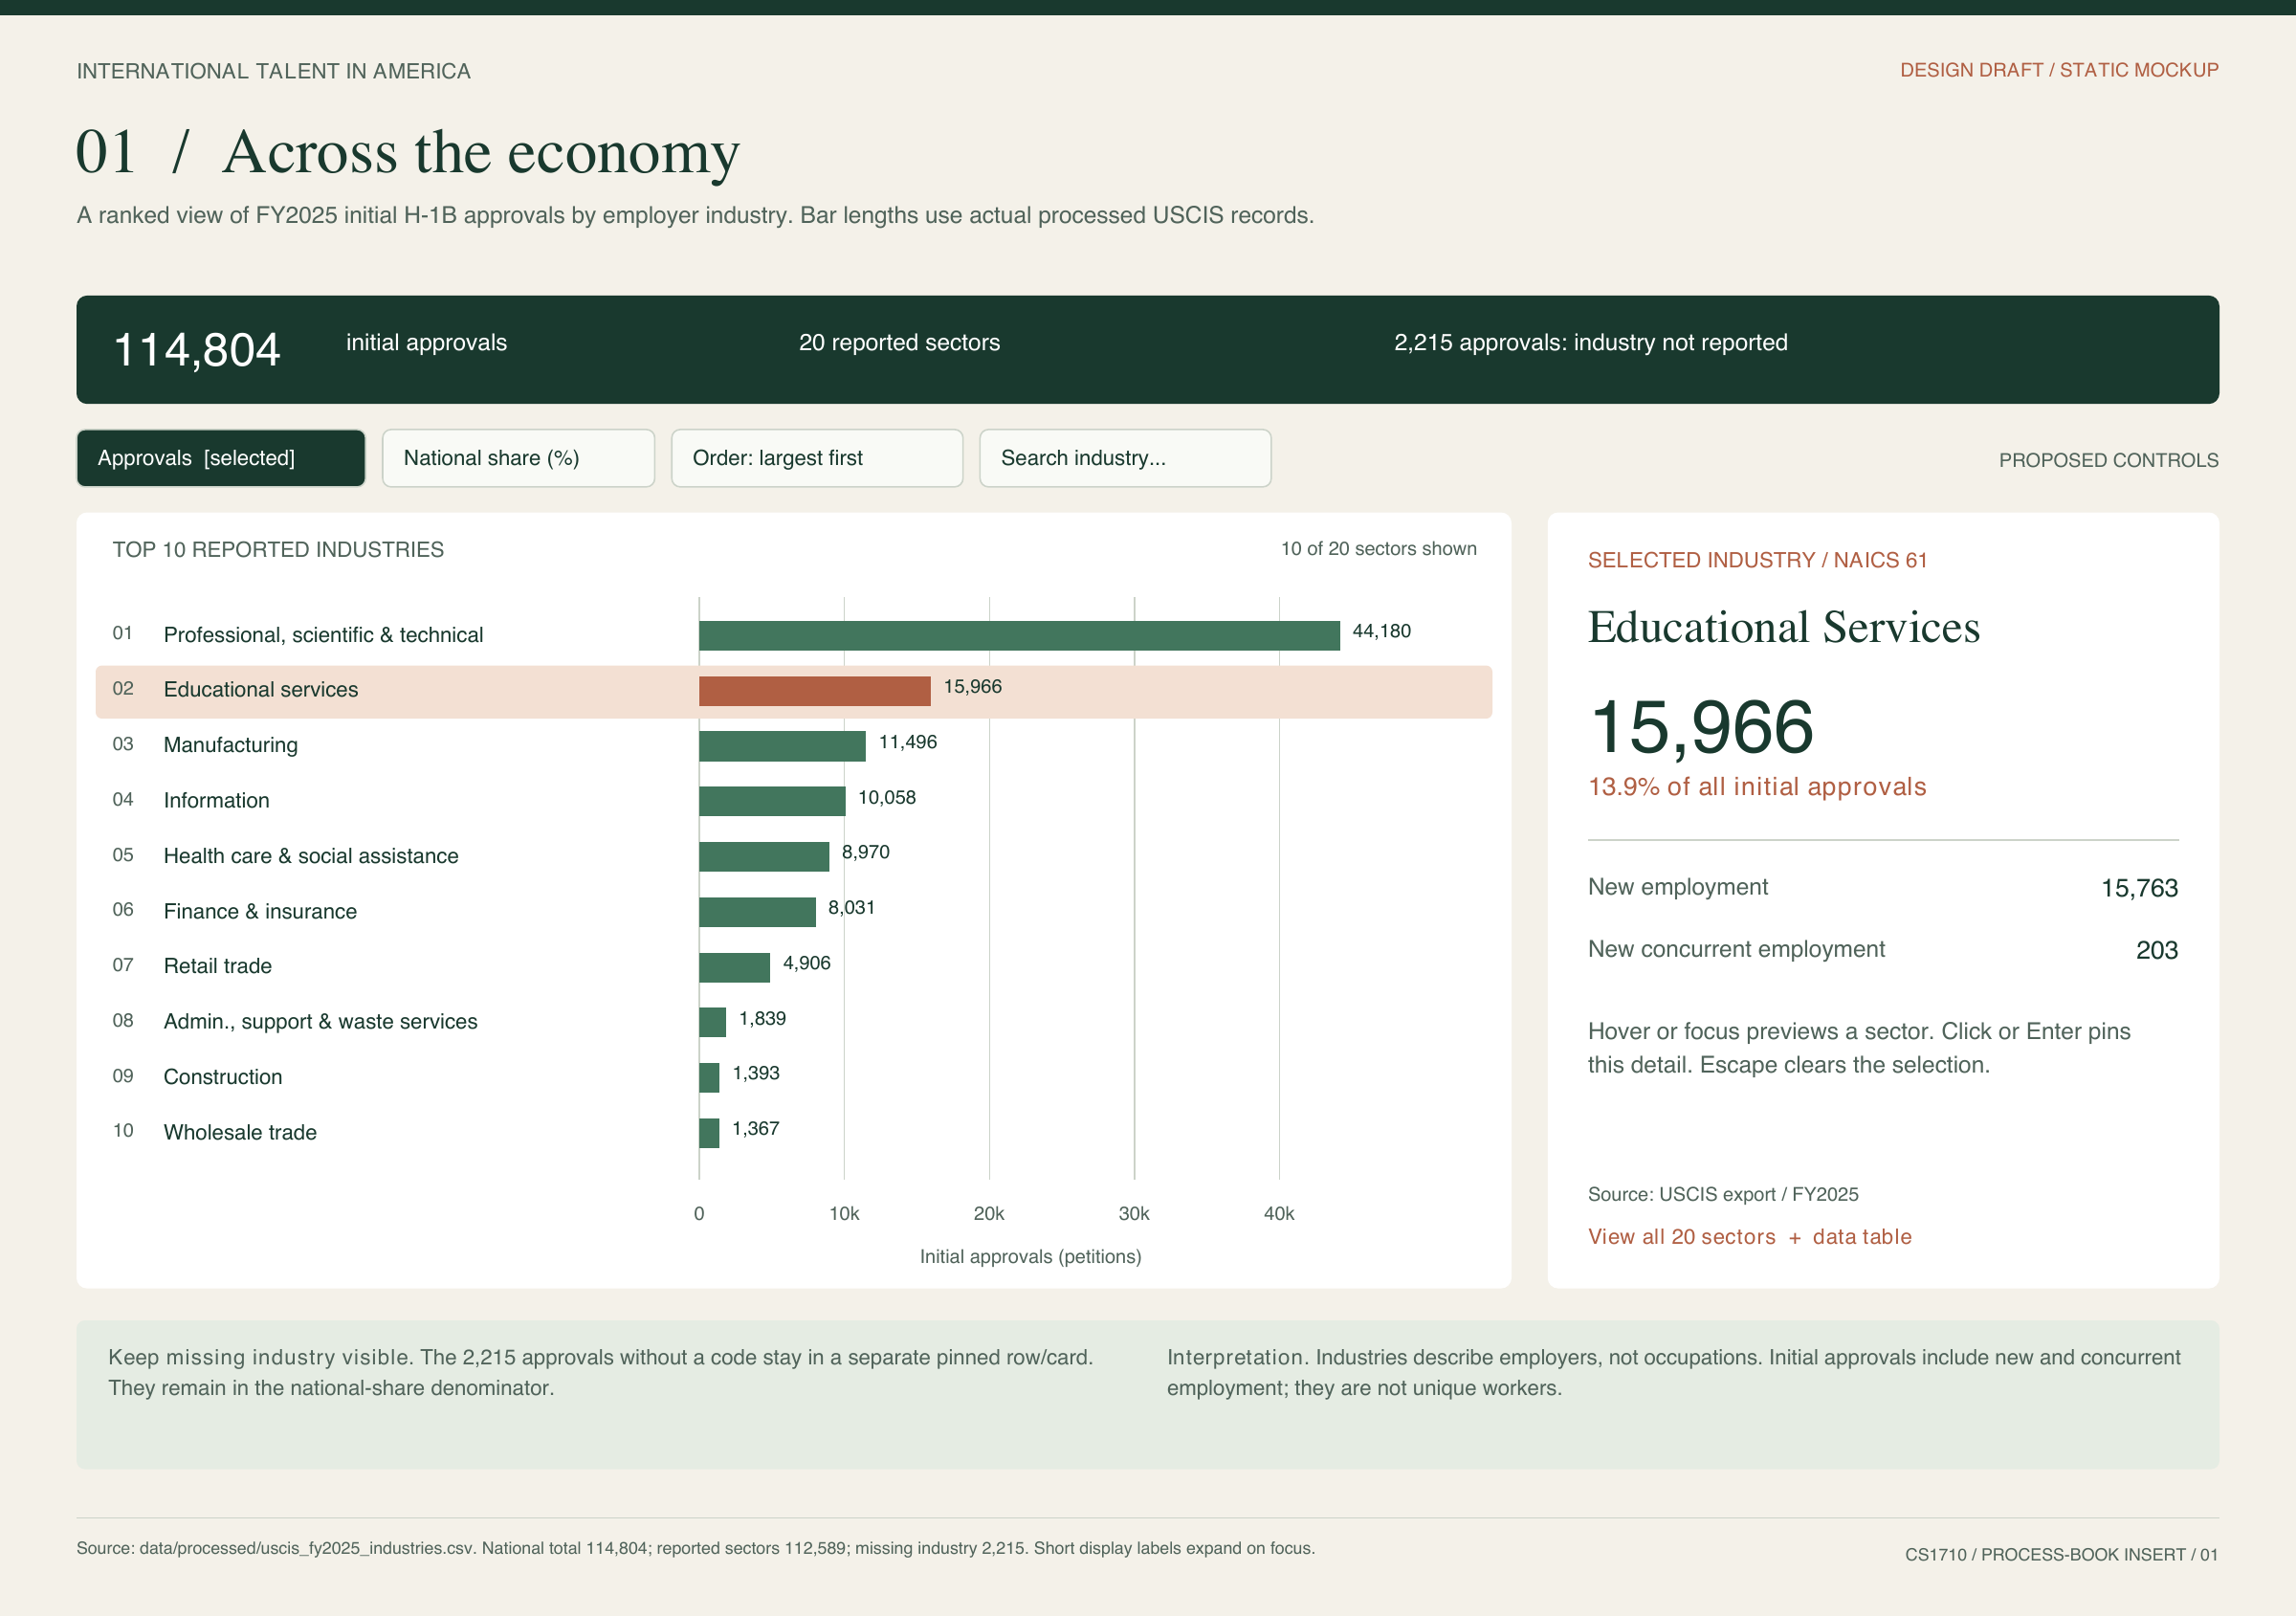 INTERNATIONAL TALENT IN AMERICA
DESIGN DRAFT / STATIC MOCKUP
01 / Across the economy
A ranked view of FY2025 initial H-1B approvals by employer industry. Bar lengths use actual processed USCIS records.
114,804 initial approvals 20 reported sectors 2,215 approvals: industry not reported
Approvals [selected] National share (%) Order: largest first Search industry... PROPOSED CONTROLS
TOP 10 REPORTED INDUSTRIES 10 of 20 sectors shown
01 Professional, scientific & technical 44,180
02 Educational services 15,966
03 Manufacturing 11,496
04 Information 10,058
05 Health care & social assistance 8,970
06 Finance & insurance 8,031
07 Retail trade 4,906
08 Admin., support & waste services 1,839
09 Construction 1,393
10 Wholesale trade 1,367
0 10k 20k 30k 40k
Initial approvals (petitions)
SELECTED INDUSTRY / NAICS 61
Educational Services
15,966
13.9% of all initial approvals
New employment 15,763
New concurrent employment 203
Hover or focus previews a sector. Click or Enter pins
this detail. Escape clears the selection.
Source: USCIS export / FY2025
View all 20 sectors + data table
Keep missing industry visible. The 2,215 approvals without a code stay in a separate pinned row/card.
They remain in the national-share denominator.
Interpretation. Industries describe employers, not occupations. Initial approvals include new and concurrent
employment; they are not unique workers.
Source: data/processed/uscis_fy2025_industries.csv. National total 114,804; reported sectors 112,589; missing industry 2,215. Short display labels expand on focus.
CS1710 / PROCESS-BOOK INSERT / 01